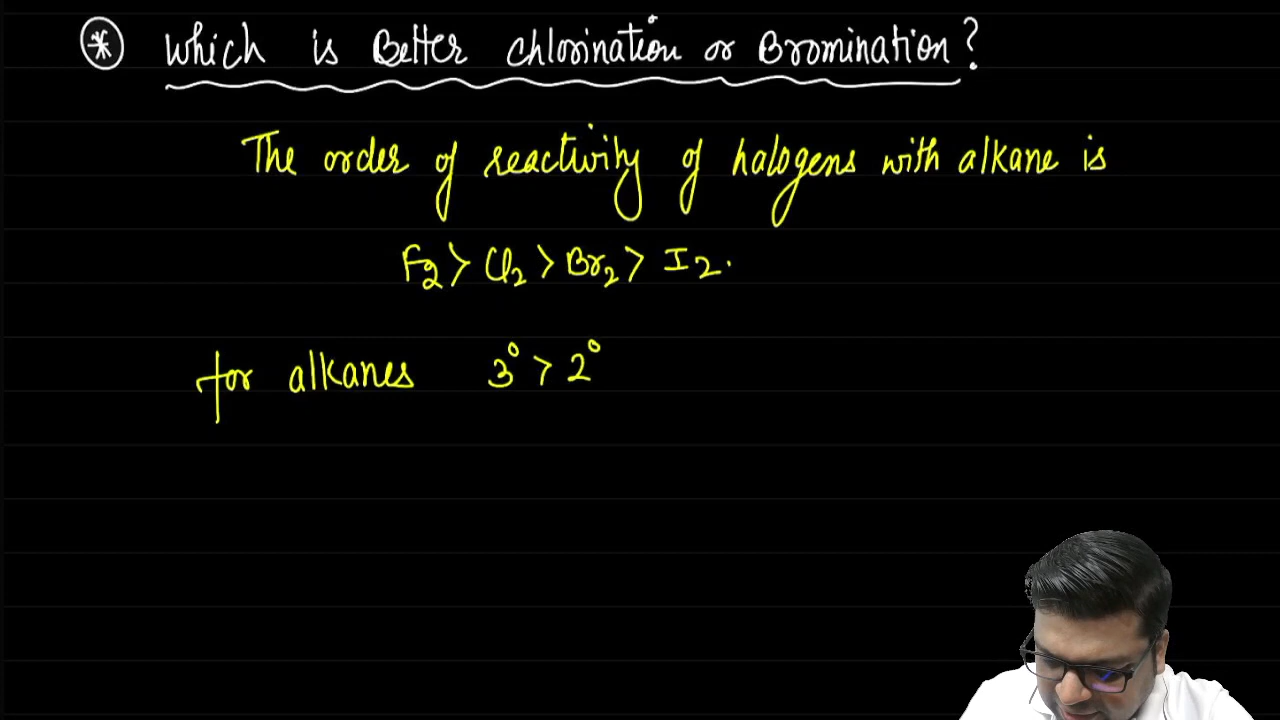 * Which is Better Chlorination or Bromination?
The order of reactivity of halogens with alkane is
F₂ > Cl₂ > Br₂ > I₂.
for alkanes 3° > 2°